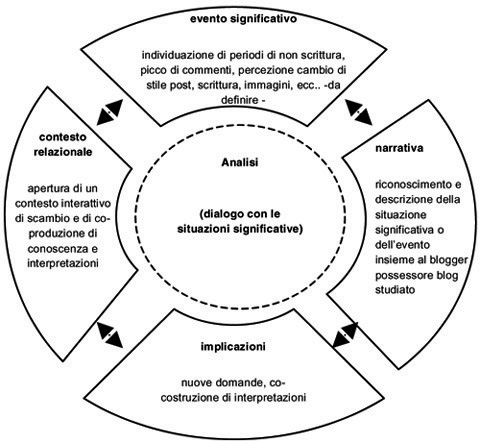 evento significativo
individuazione di periodi di non scrittura,
picco di commenti, percezione cambio di
stile post, scrittura, immagini, ecc.. -da
definire -
contesto
relazionale
apertura di un
contesto interattivo
di scambio e di co-
produzione di
conoscenza e
interpretazioni
Analisi
(dialogo con le
situazioni significative)
narrativa
riconoscimento e
descrizione della
situazione
significativa o
dell'evento
insieme al blogger
possessore blog
studiato
implicazioni
nuove domande, co-
costruzione di interpretazioni